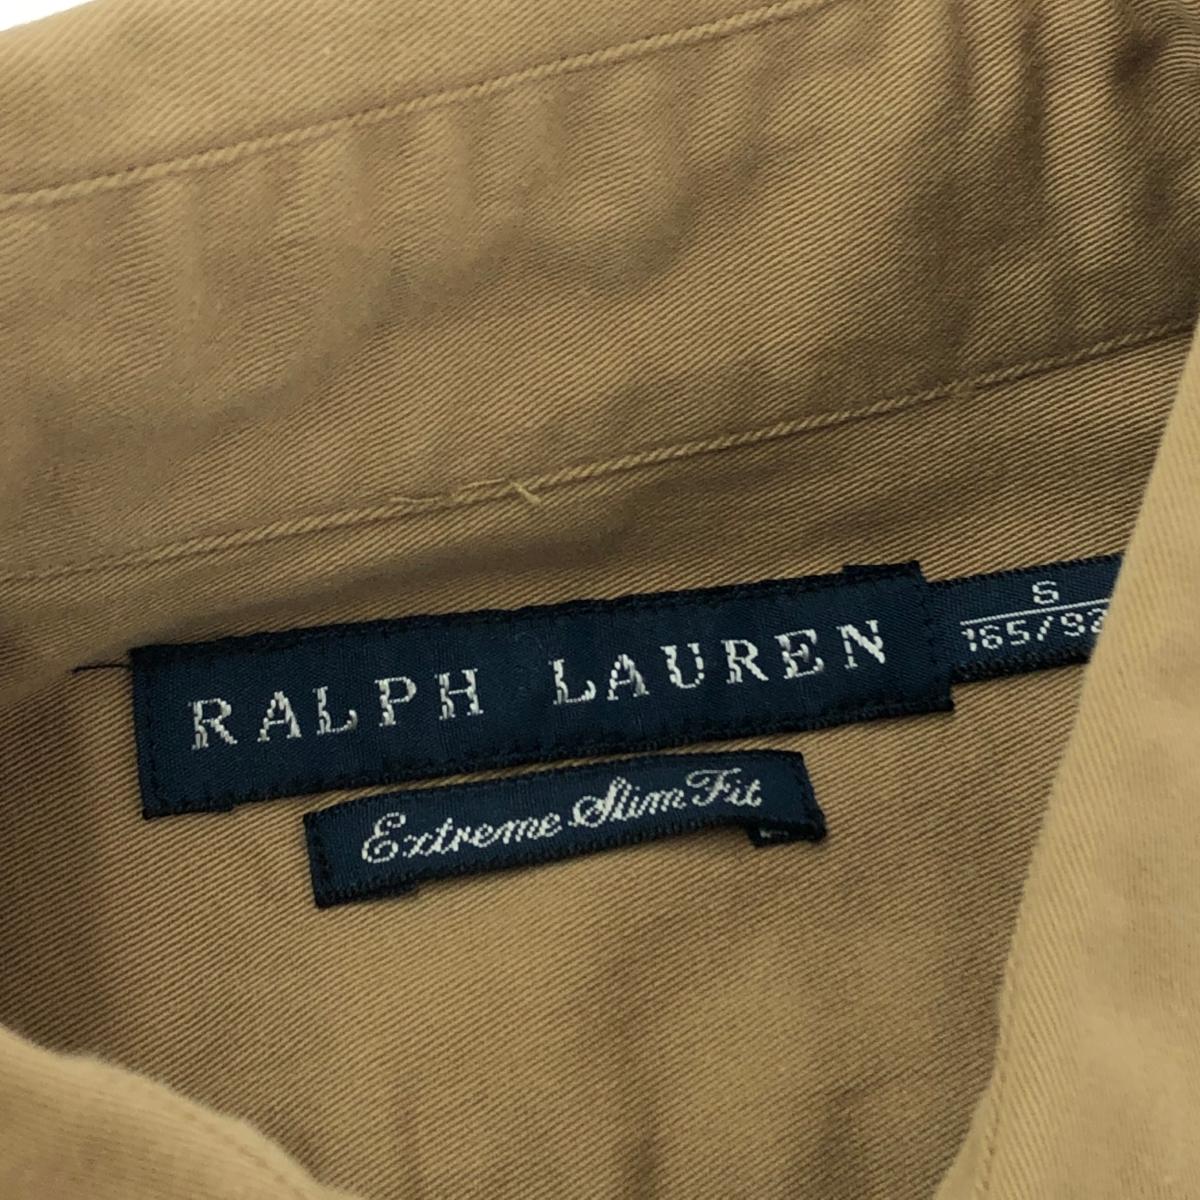 RALPH LAUREN
S
165/92
Extreme Slim Fit